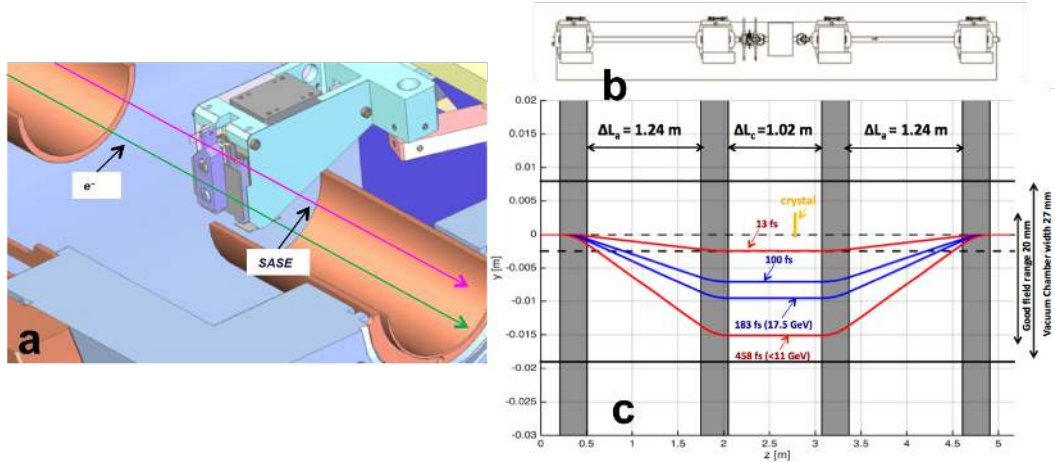 e⁻
SASE
a
b
0.02
0.015
0.01
0.005
0
-0.005
-0.01
-0.015
-0.02
-0.025
-0.03
y [m]
ΔLₐ = 1.24 m
ΔL꜀ =1.02 m
ΔLₐ = 1.24 m
crystal
13 fs
100 fs
183 fs (17.5 GeV)
458 fs (<11 GeV)
Good field range 20 mm
Vacuum Chamber width 27 mm
c
0
0.5
1
1.5
2
2.5
3
3.5
4
4.5
5
z [m]